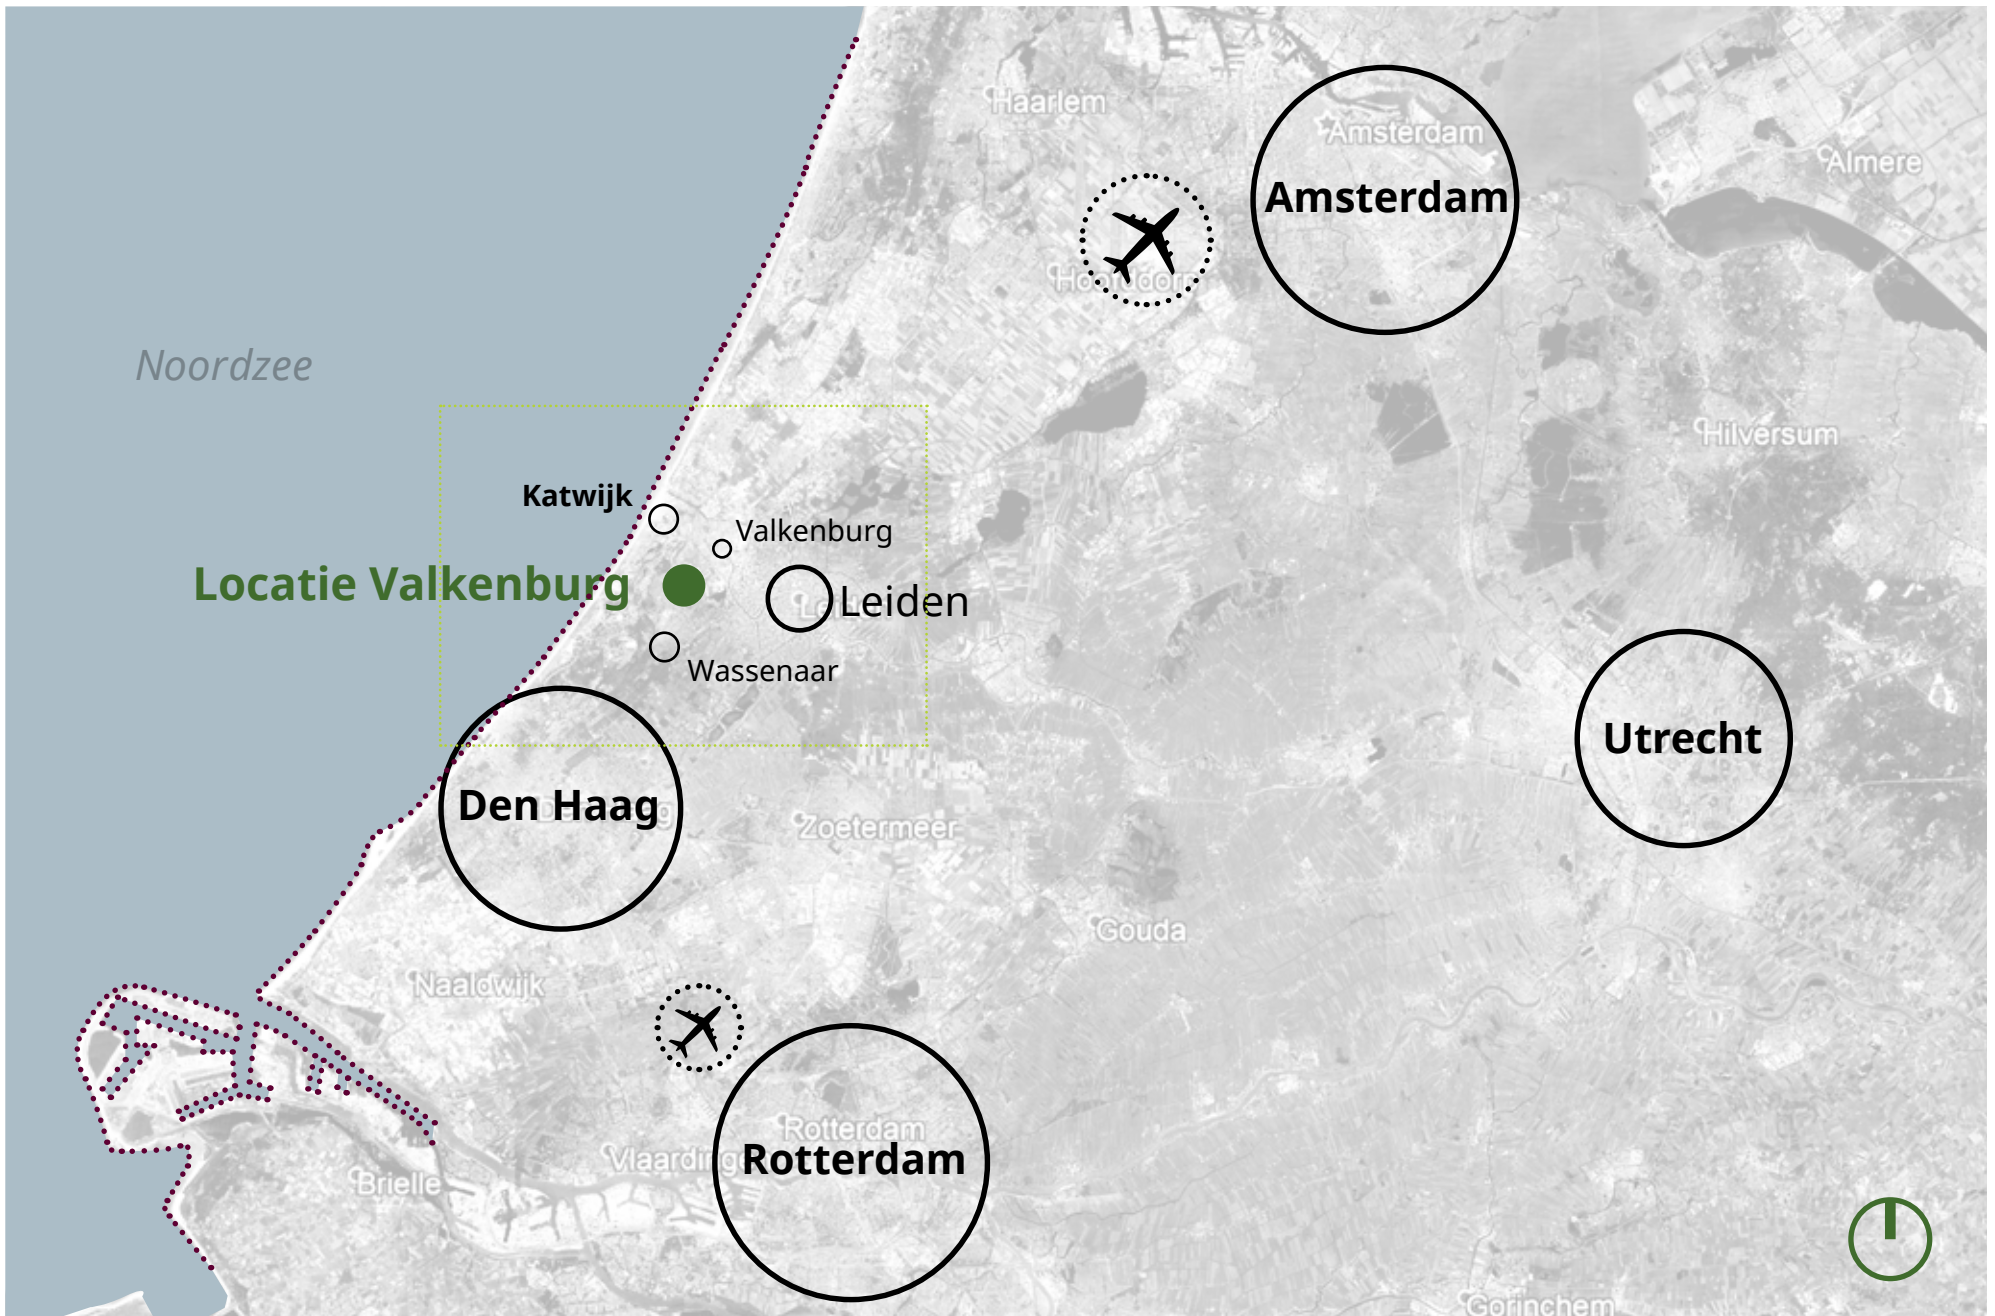 Haarlem
Amsterdam
Almere
Amsterdam
Hoofddorp
Noordzee
Hilversum
Katwijk
Valkenburg
Locatie Valkenburg
Leiden
Wassenaar
Utrecht
Den Haag
Zoetermeer
Gouda
Naaldwijk
Rotterdam
Rotterdam
Brielle
Gorinchem